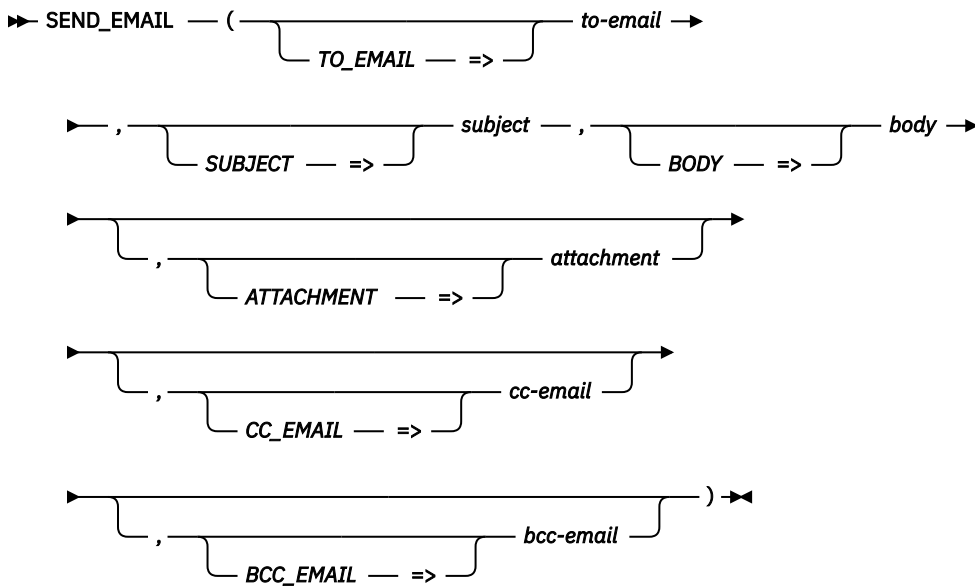 SEND_EMAIL ( to-email
TO_EMAIL =>
, subject , body
SUBJECT => BODY =>
, attachment
ATTACHMENT =>
, cc-email
CC_EMAIL =>
)
, bcc-email
BCC_EMAIL =>